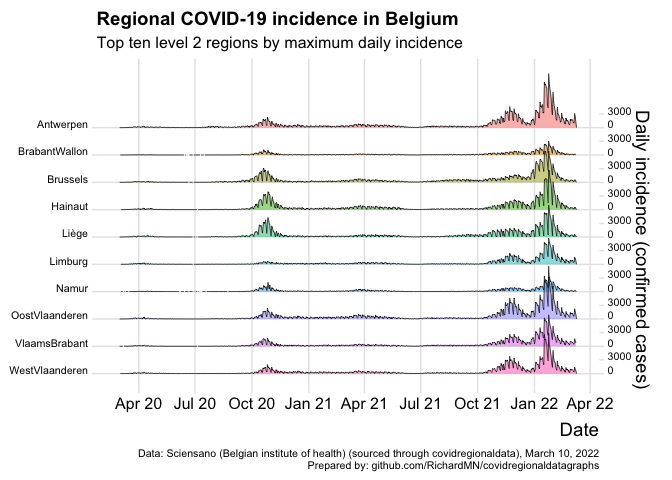 Regional COVID-19 incidence in Belgium
Top ten level 2 regions by maximum daily incidence
Antwerpen
BrabantWallon
Brussels
Hainaut
Liège
Limburg
Namur
OostVlaanderen
VlaamsBrabant
WestVlaanderen
3000
0
3000
0
3000
0
3000
0
3000
0
3000
0
3000
0
3000
0
3000
0
3000
0
Daily incidence (confirmed cases)
Apr 20 Jul 20 Oct 20 Jan 21 Apr 21 Jul 21 Oct 21 Jan 22 Apr 22
Date
Data: Sciensano (Belgian institute of health) (sourced through covidregionaldata), March 10, 2022
Prepared by: github.com/RichardMN/covidregionaldatagraphs